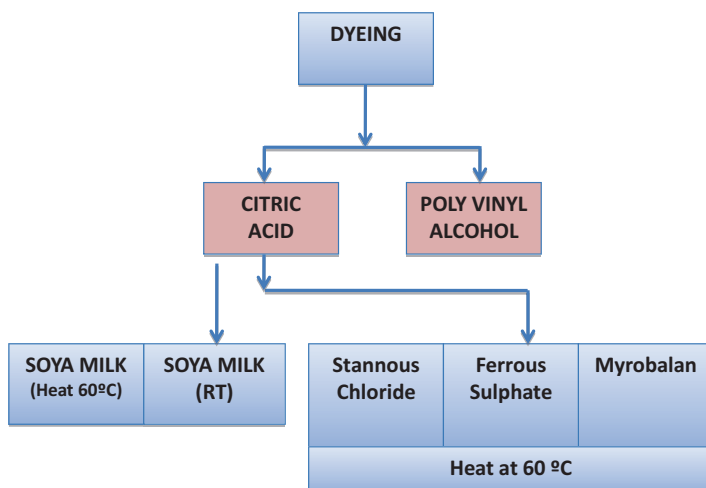 DYEING
CITRIC
ACID
POLY VINYL
ALCOHOL
SOYA MILK
(Heat 60ºC)
SOYA MILK
(RT)
Stannous
Chloride
Ferrous
Sulphate
Myrobalan
Heat at 60 ºC